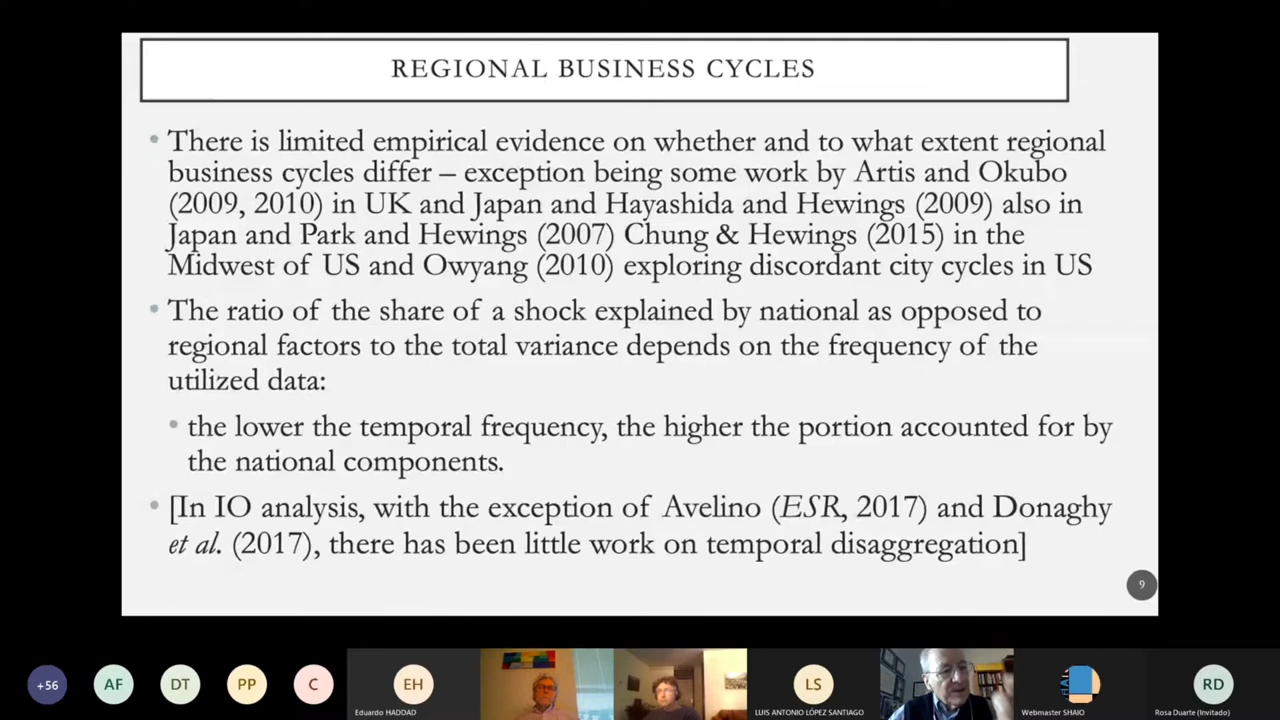 REGIONAL BUSINESS CYCLES
• There is limited empirical evidence on whether and to what extent regional
business cycles differ – exception being some work by Artis and Okubo
(2009, 2010) in UK and Japan and Hayashida and Hewings (2009) also in
Japan and Park and Hewings (2007) Chung & Hewings (2015) in the
Midwest of US and Owyang (2010) exploring discordant city cycles in US
• The ratio of the share of a shock explained by national as opposed to
regional factors to the total variance depends on the frequency of the
utilized data:
• the lower the temporal frequency, the higher the portion accounted for by
the national components.
• [In IO analysis, with the exception of Avelino (ESR, 2017) and Donaghy
et al. (2017), there has been little work on temporal disaggregation]
9
+56
AF
DT
PP
C
EH
LS
RD
Eduardo HADDAD
LUIS ANTONIO LÓPEZ SANTIAGO
Webmaster SHAIO
Rosa Duarte (Invitado)